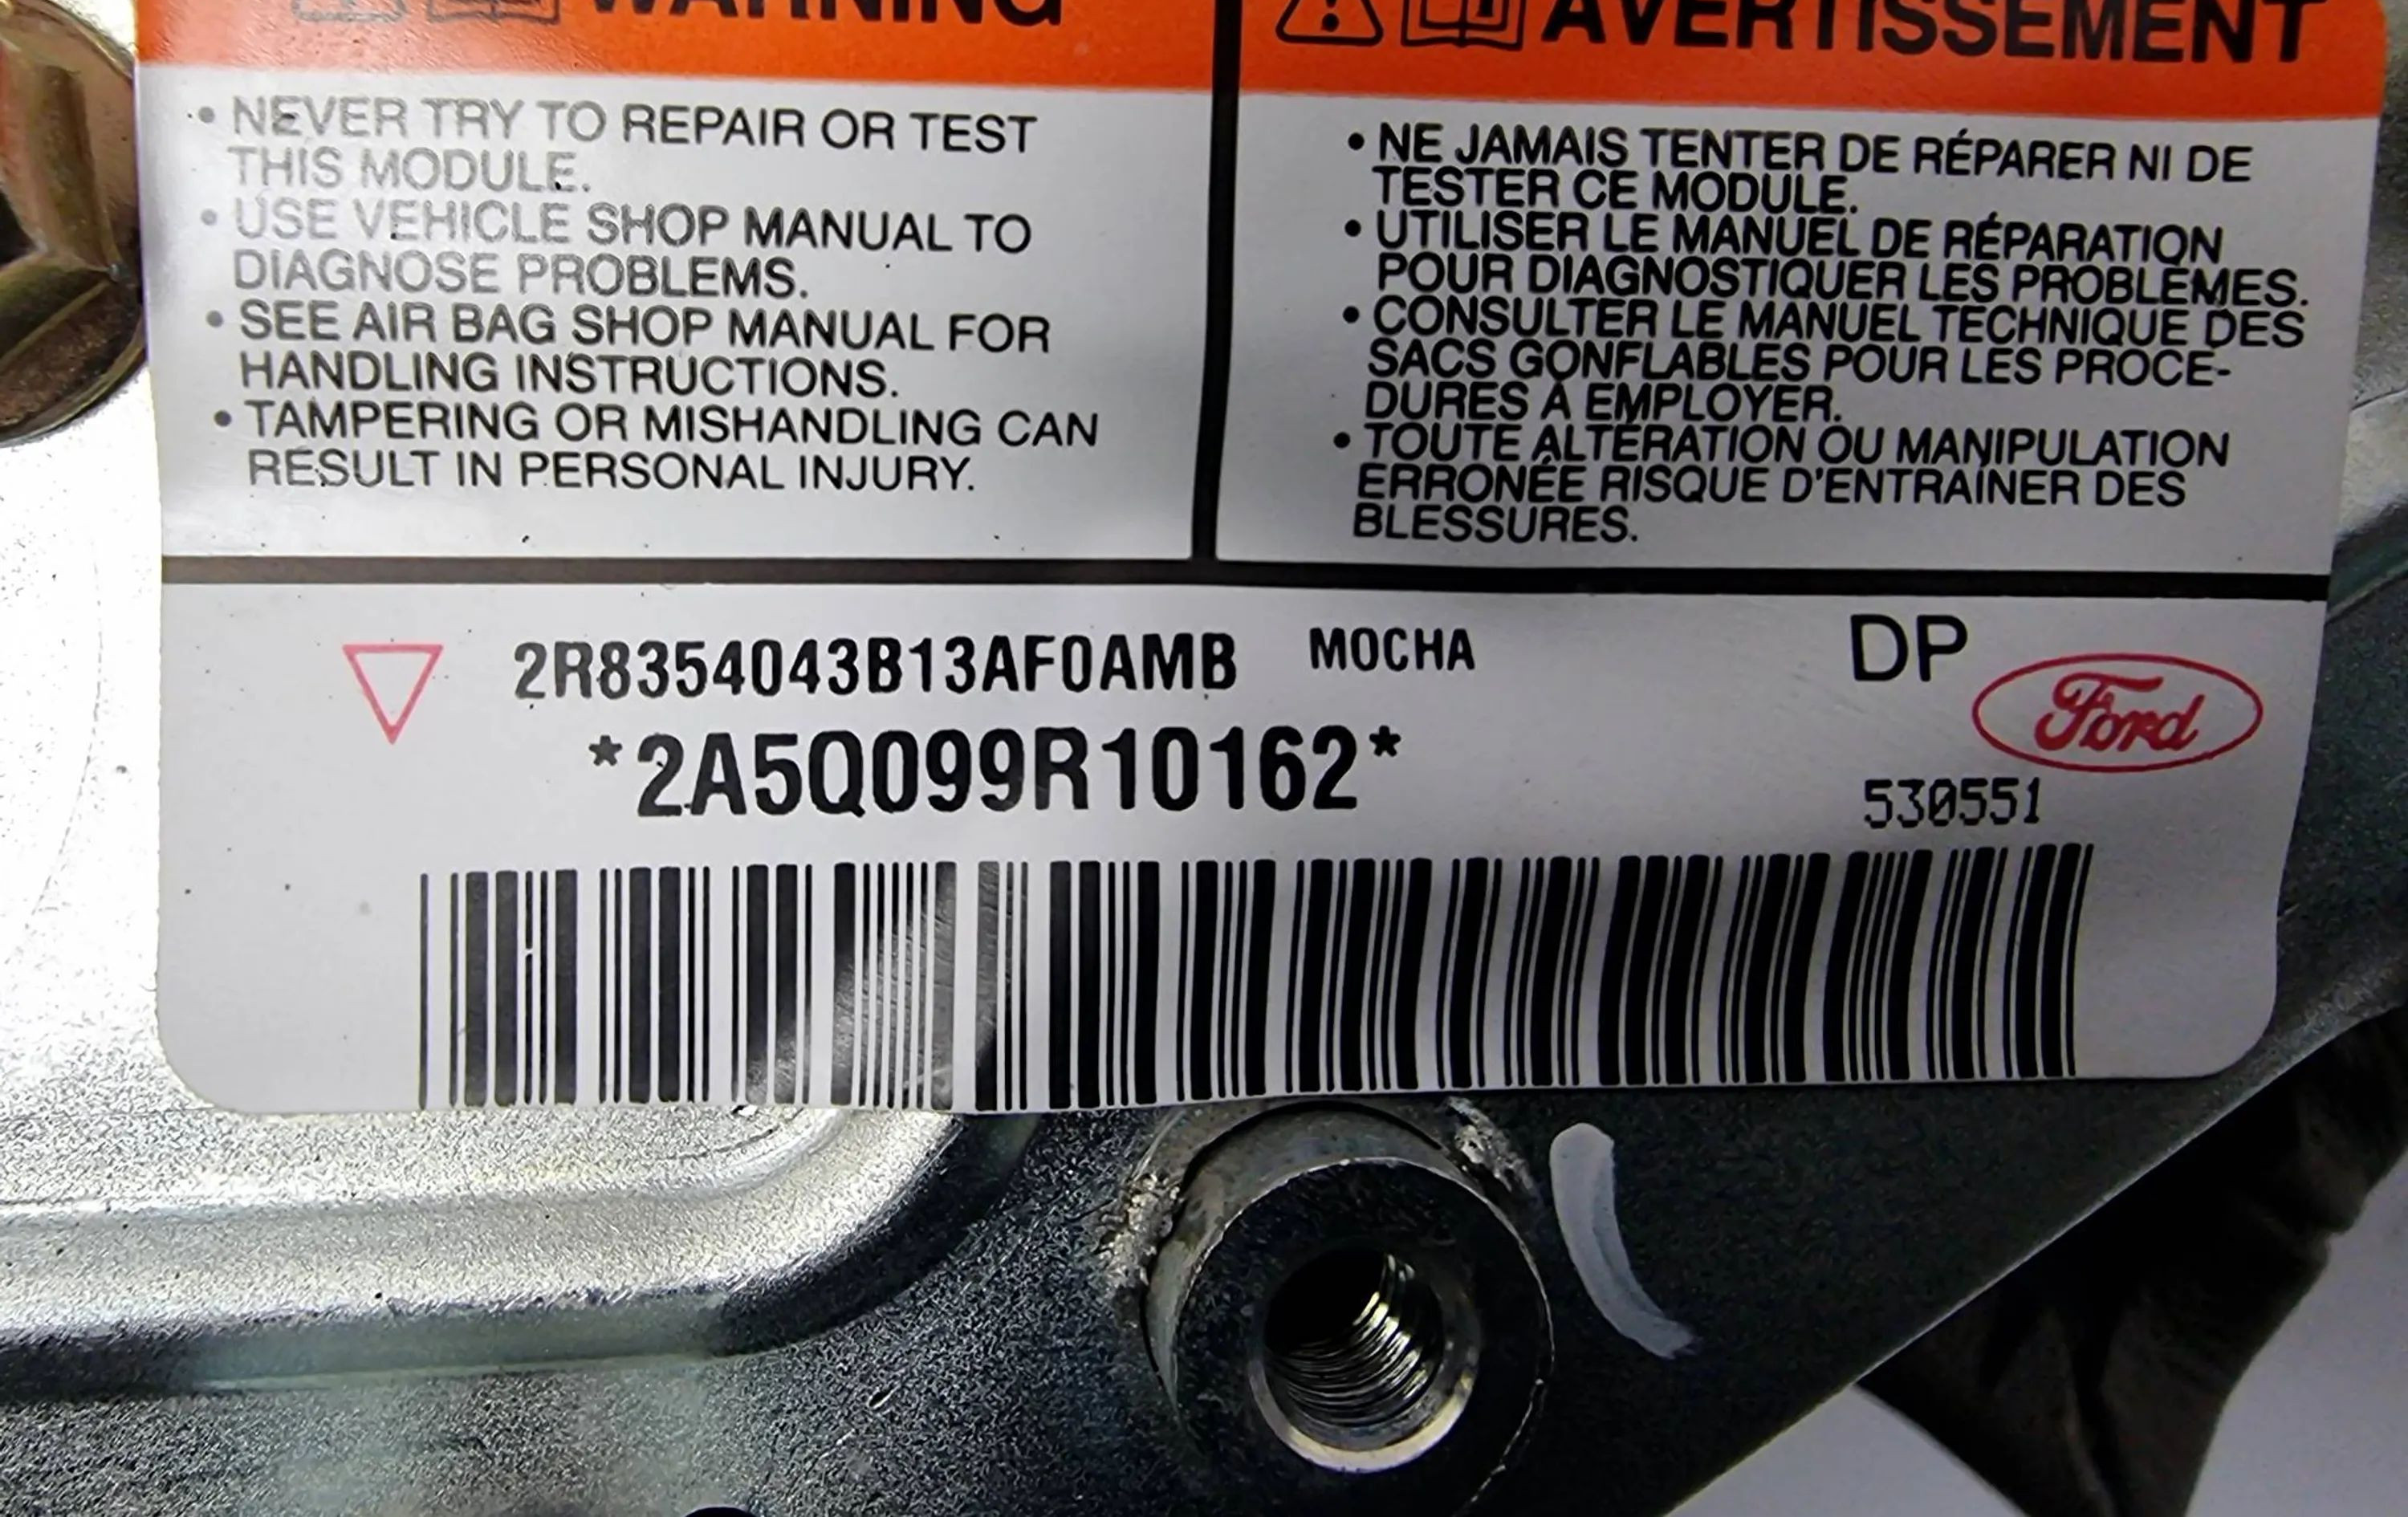 WARNING
• NEVER TRY TO REPAIR OR TEST
THIS MODULE.
• USE VEHICLE SHOP MANUAL TO
DIAGNOSE PROBLEMS.
• SEE AIR BAG SHOP MANUAL FOR
HANDLING INSTRUCTIONS.
• TAMPERING OR MISHANDLING CAN
RESULT IN PERSONAL INJURY.
AVERTISSEMENT
• NE JAMAIS TENTER DE RÉPARER NI DE
TESTER CE MODULE.
• UTILISER LE MANUEL DE RÉPARATION
POUR DIAGNOSTIQUER LES PROBLÈMES.
• CONSULTER LE MANUEL TECHNIQUE DES
SACS GONFLABLES POUR LES PROCÉ-
DURES À EMPLOYER.
• TOUTE ALTÉRATION OU MANIPULATION
ERRONÉE RISQUE D'ENTRAÎNER DES
BLESSURES.
2R8354043B13AF0AMB MOCHA
DP
Ford
*2A5Q099R10162*
530551